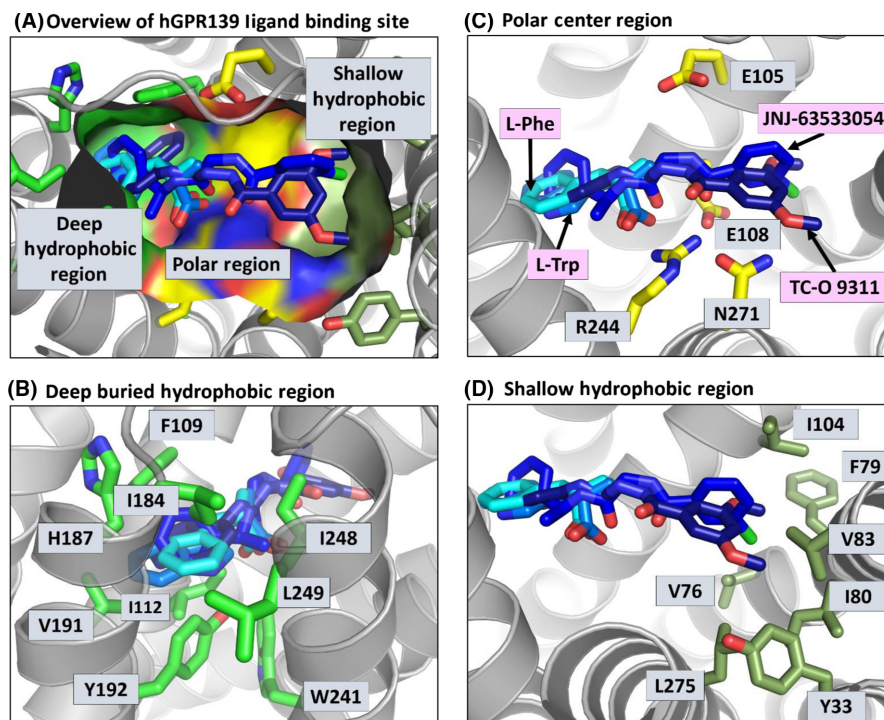 (A) Overview of hGPR139 ligand binding site
Shallow
hydrophobic
region
Deep
hydrophobic
region
Polar region
(C) Polar center region
E105
L-Phe
JNJ-63533054
E108
L-Trp
TC-O 9311
R244
N271
(B) Deep buried hydrophobic region
F109
I184
H187
I248
L249
I112
V191
Y192
W241
(D) Shallow hydrophobic region
I104
F79
V83
V76
I80
L275
Y33